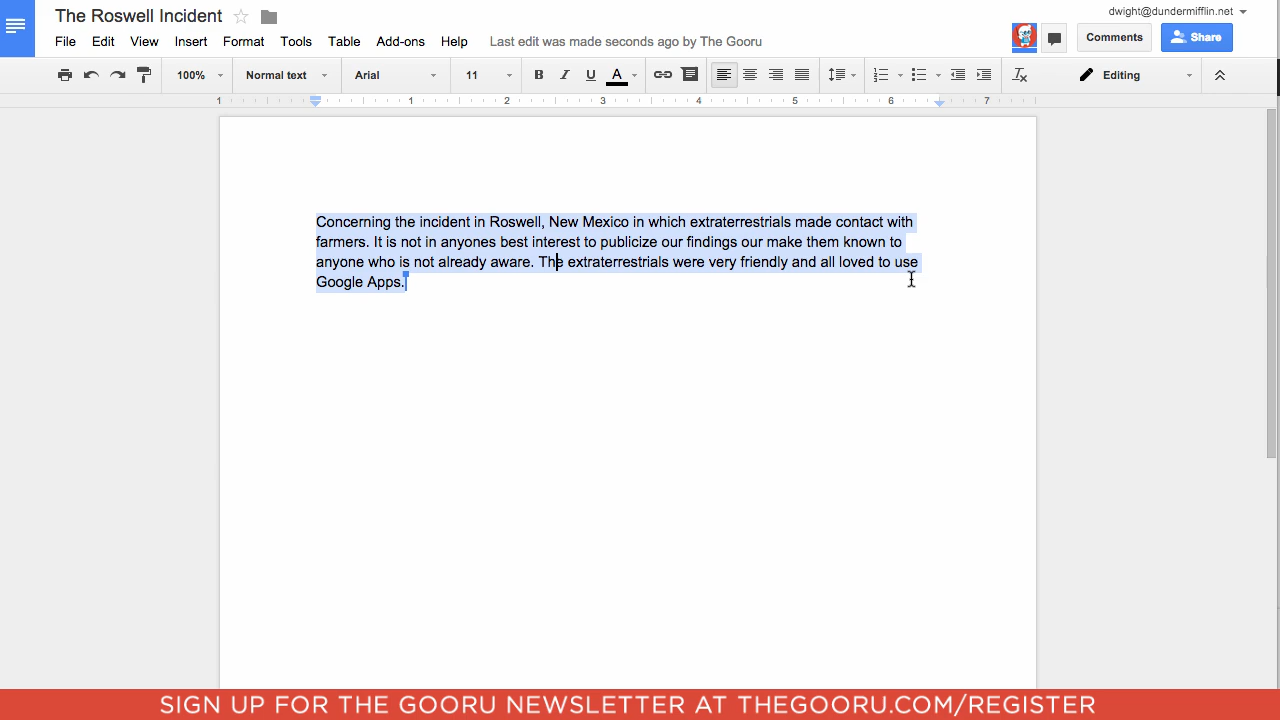 The Roswell Incident
dwight@dundermifflin.net
File Edit View Insert Format Tools Table Add-ons Help Last edit was made seconds ago by The Gooru
Comments Share
100% Normal text Arial 11 B I U A Editing
1 1 2 3 4 5 6 7
Concerning the incident in Roswell, New Mexico in which extraterrestrials made contact with
farmers. It is not in anyones best interest to publicize our findings our make them known to
anyone who is not already aware. The extraterrestrials were very friendly and all loved to use
Google Apps.
SIGN UP FOR THE GOORU NEWSLETTER AT THEGOORU.COM/REGISTER